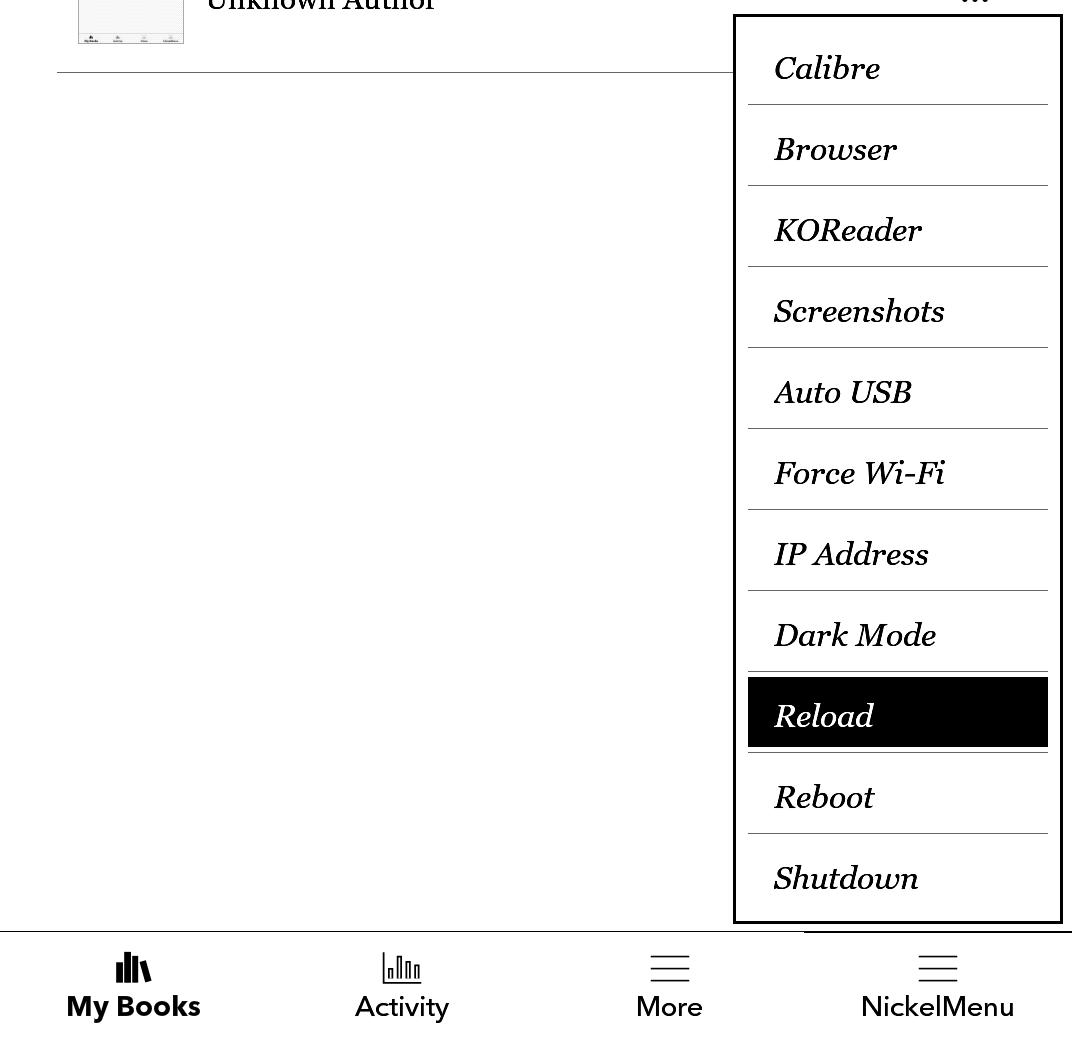 Unknown Author
...
Calibre
Browser
KOReader
Screenshots
Auto USB
Force Wi-Fi
IP Address
Dark Mode
Reload
Reboot
Shutdown
My Books
Activity
More
NickelMenu